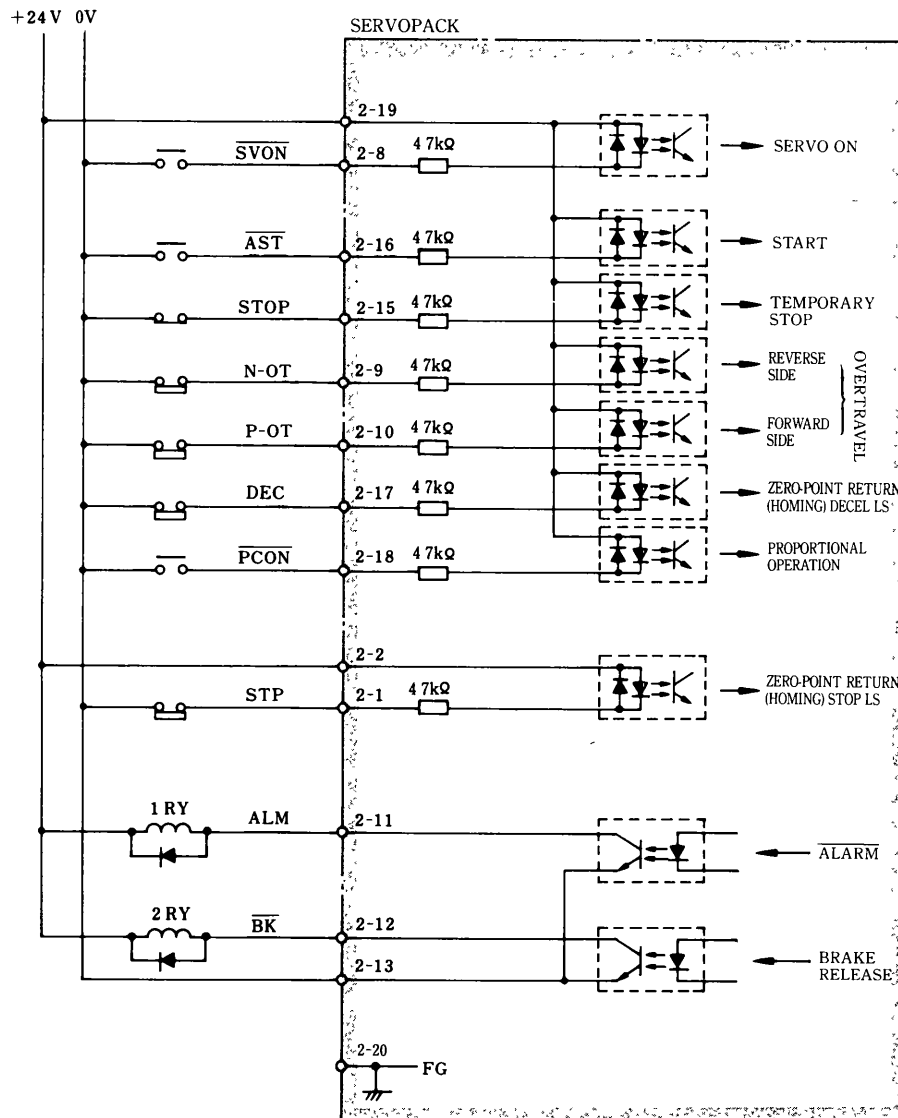 +24V 0V
SERVOPACK
2-19
SVON
2-8
4 7kΩ
SERVO ON
AST
2-16
4 7kΩ
START
STOP
2-15
4 7kΩ
TEMPORARY
STOP
N-OT
2-9
4 7kΩ
REVERSE
SIDE
P-OT
2-10
4 7kΩ
FORWARD
SIDE
OVERTRAVEL
DEC
2-17
4 7kΩ
ZERO-POINT RETURN
(HOMING) DECEL LS
PCON
2-18
4 7kΩ
PROPORTIONAL
OPERATION
2-2
STP
2-1
4 7kΩ
ZERO-POINT RETURN
(HOMING) STOP LS
1 RY
ALM
2-11
ALARM
2 RY
BK
2-12
2-13
BRAKE
RELEASE
2-20
FG